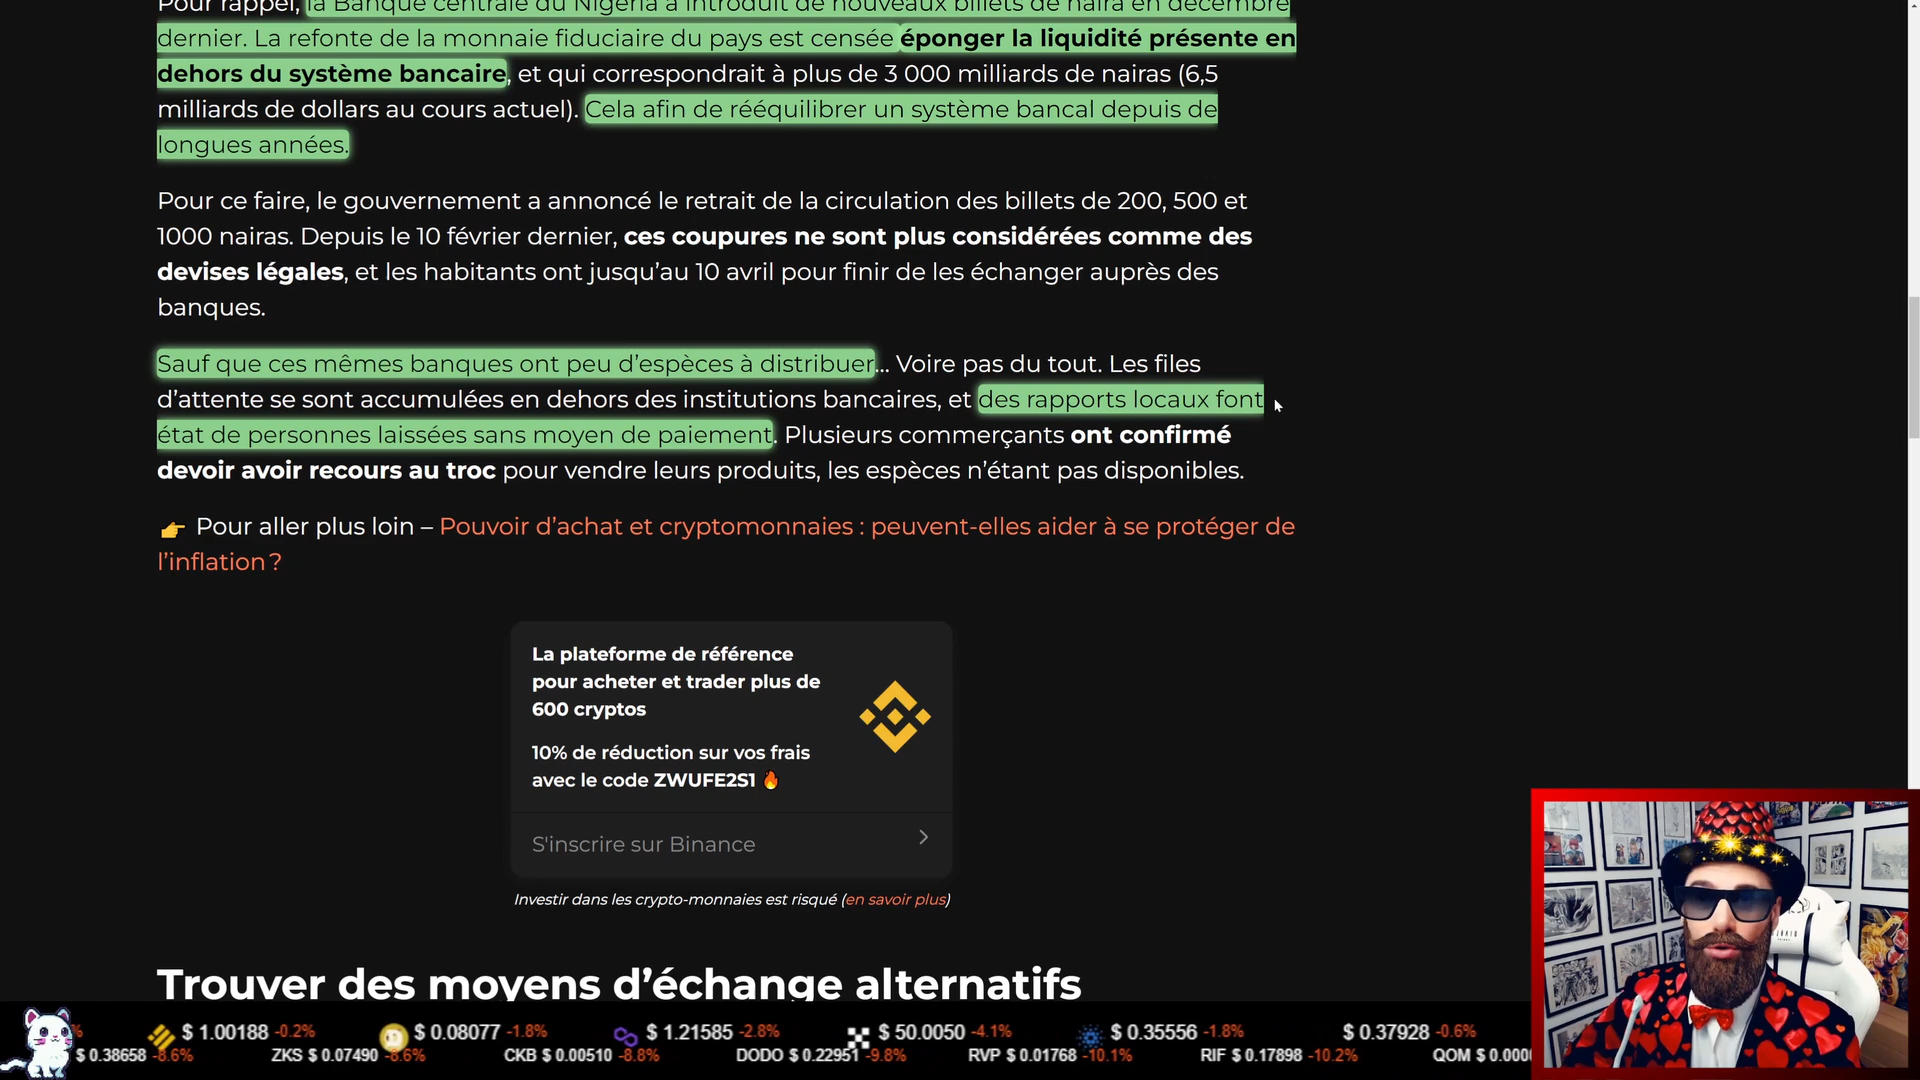 Pour rappel, la Banque centrale du Nigeria a introduit de nouveaux billets de naira en décembre
dernier. La refonte de la monnaie fiduciaire du pays est censée éponger la liquidité présente en
dehors du système bancaire, et qui correspondrait à plus de 3 000 milliards de nairas (6,5
milliards de dollars au cours actuel). Cela afin de rééquilibrer un système bancal depuis de
longues années.
Pour ce faire, le gouvernement a annoncé le retrait de la circulation des billets de 200, 500 et
1000 nairas. Depuis le 10 février dernier, ces coupures ne sont plus considérées comme des
devises légales, et les habitants ont jusqu’au 10 avril pour finir de les échanger auprès des
banques.
Sauf que ces mêmes banques ont peu d’espèces à distribuer… Voire pas du tout. Les files
d’attente se sont accumulées en dehors des institutions bancaires, et des rapports locaux font
état de personnes laissées sans moyen de paiement. Plusieurs commerçants ont confirmé
devoir avoir recours au troc pour vendre leurs produits, les espèces n’étant pas disponibles.
👉 Pour aller plus loin – Pouvoir d’achat et cryptomonnaies : peuvent-elles aider à se protéger de
l’inflation ?
La plateforme de référence
pour acheter et trader plus de
600 cryptos
10% de réduction sur vos frais
avec le code ZWUFE2S1 🔥
S'inscrire sur Binance
Investir dans les crypto-monnaies est risqué (en savoir plus)
Trouver des moyens d’échange alternatifs
% $ 1.00188 -0.2% $ 0.08077 -1.8% $ 1.21585 -2.8% $ 50.0050 -4.1% $ 0.35556 -1.8% $ 0.37928 -0.6%
$ 0.38658 -8.6% ZKS $ 0.07490 -8.6% CKB $ 0.00510 -8.8% DODO $ 0.22951 -9.8% RVP $ 0.01768 -10.1% RIF $ 0.17898 -10.2% QOM $ 0.000